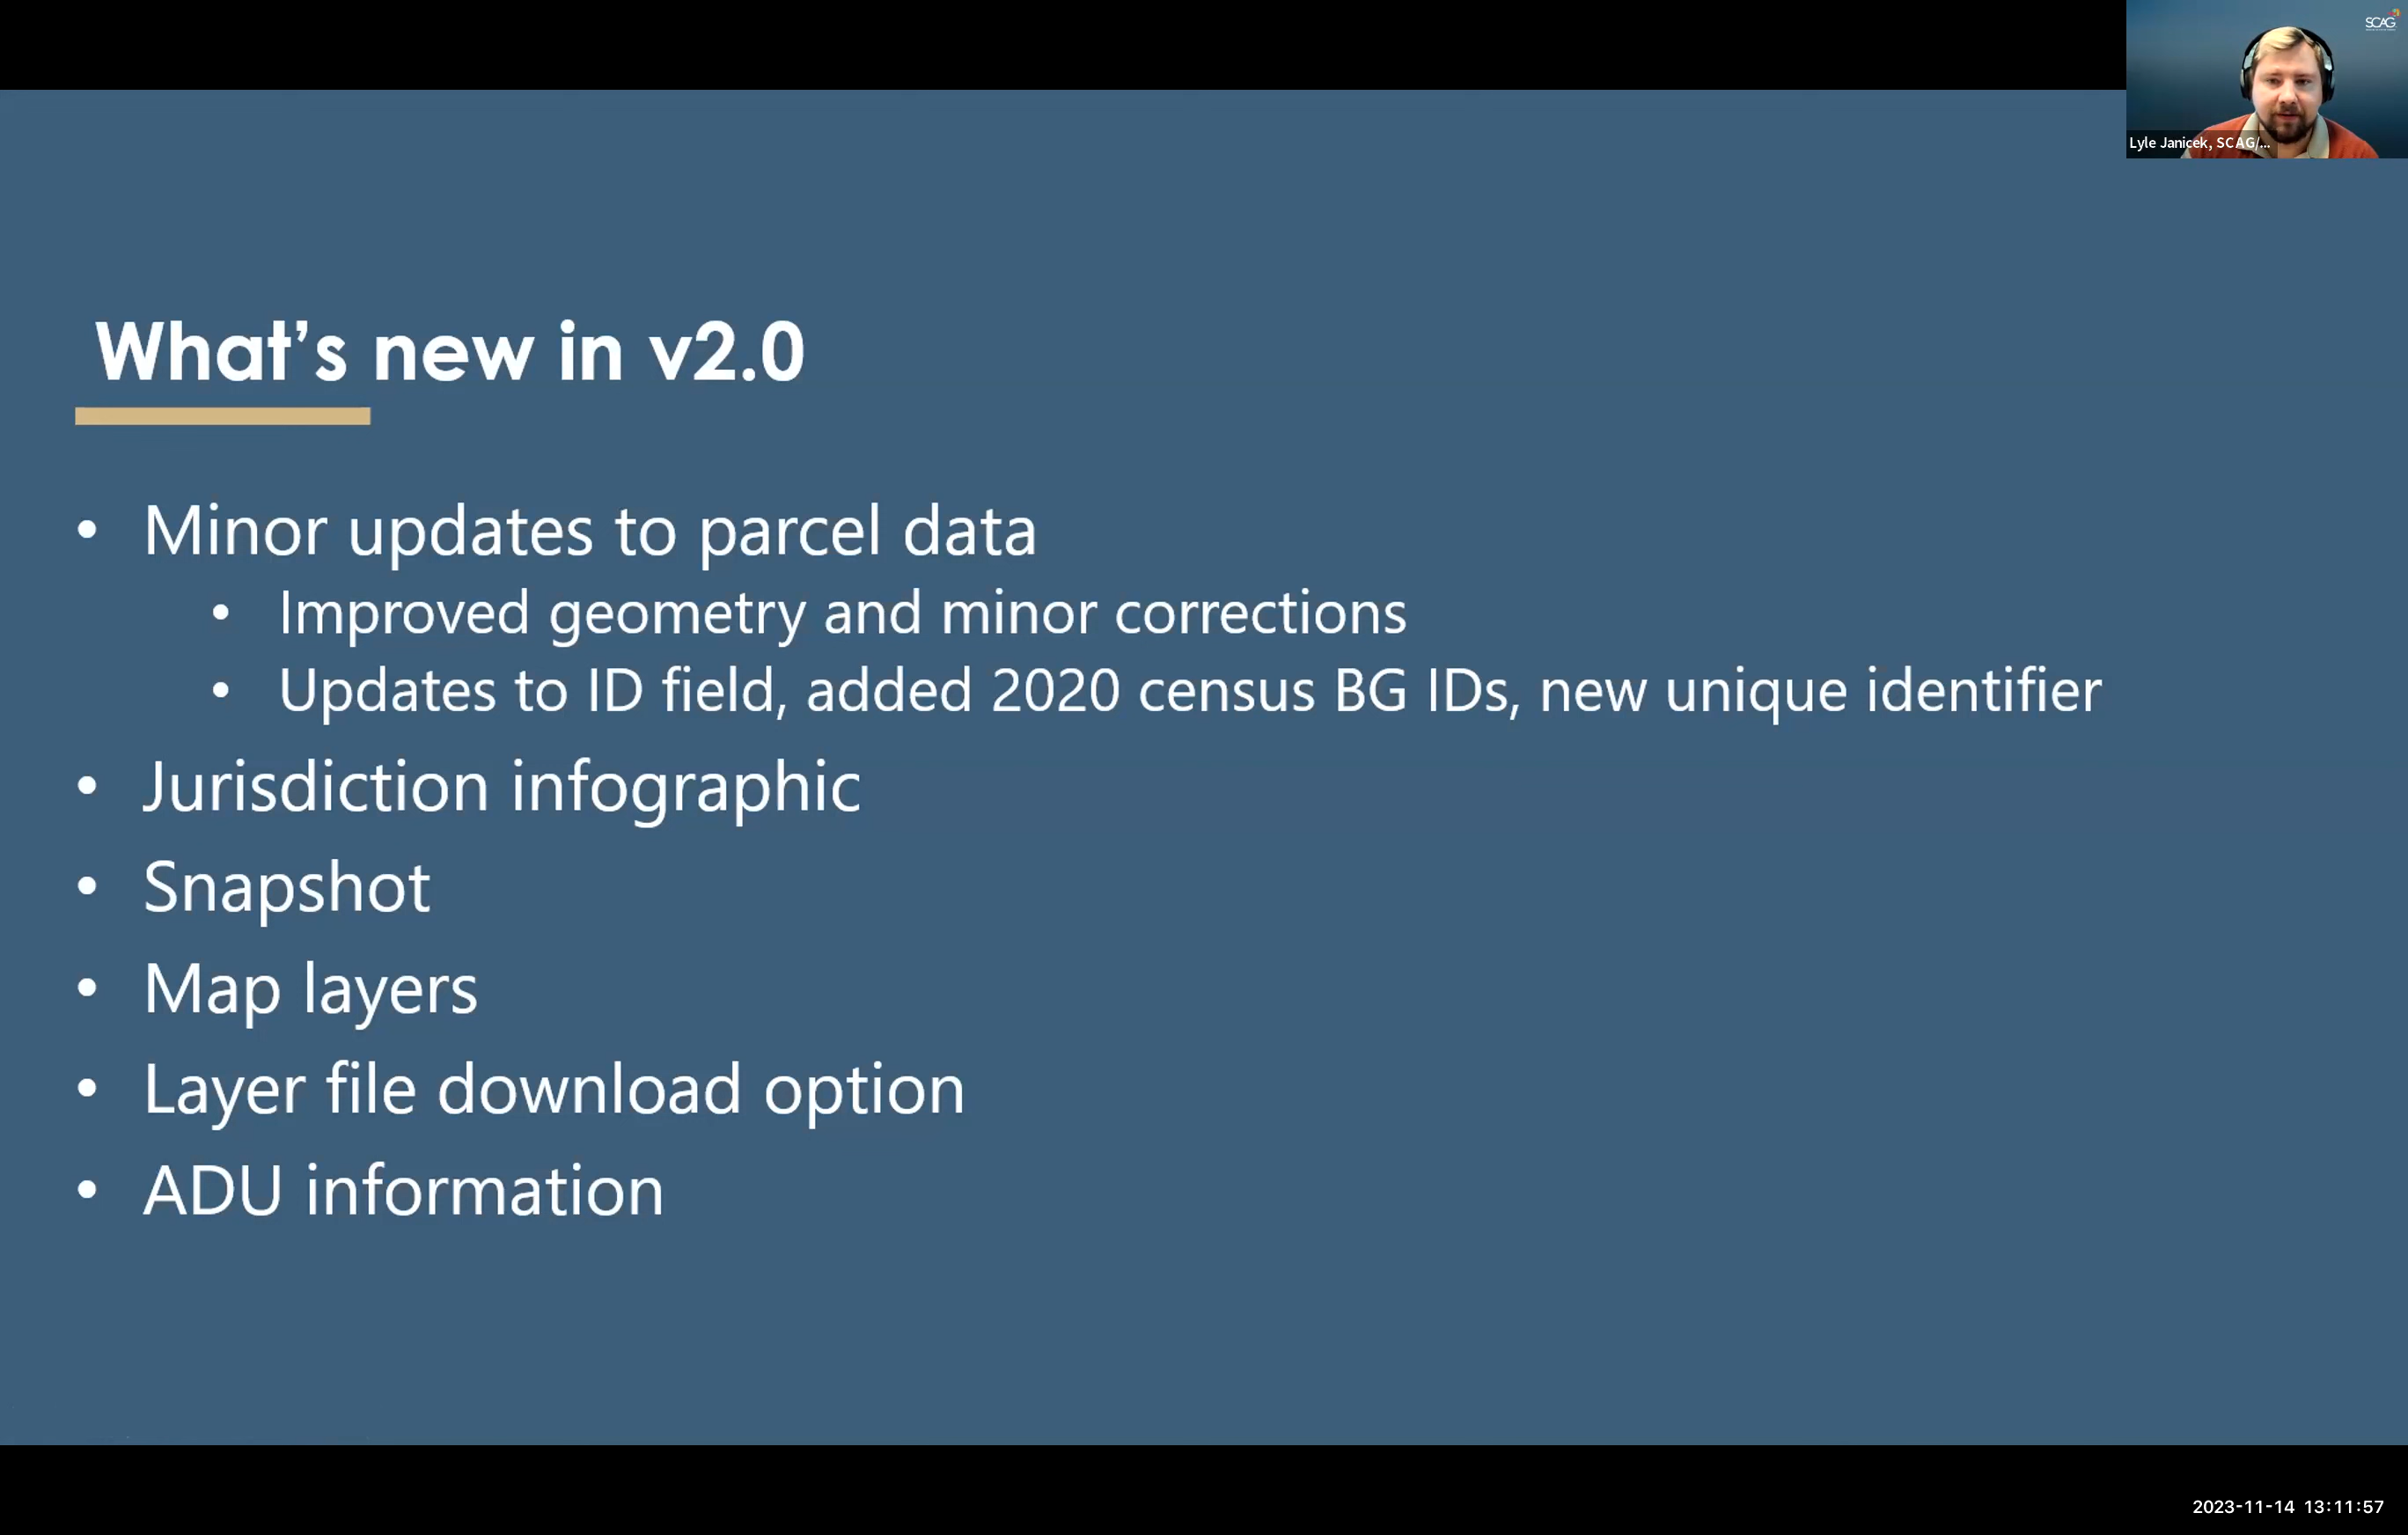 SCAG
Lyle Janicek, SCAG/...
What’s new in v2.0
• Minor updates to parcel data
• Improved geometry and minor corrections
• Updates to ID field, added 2020 census BG IDs, new unique identifier
• Jurisdiction infographic
• Snapshot
• Map layers
• Layer file download option
• ADU information
2023-11-14 13:11:57